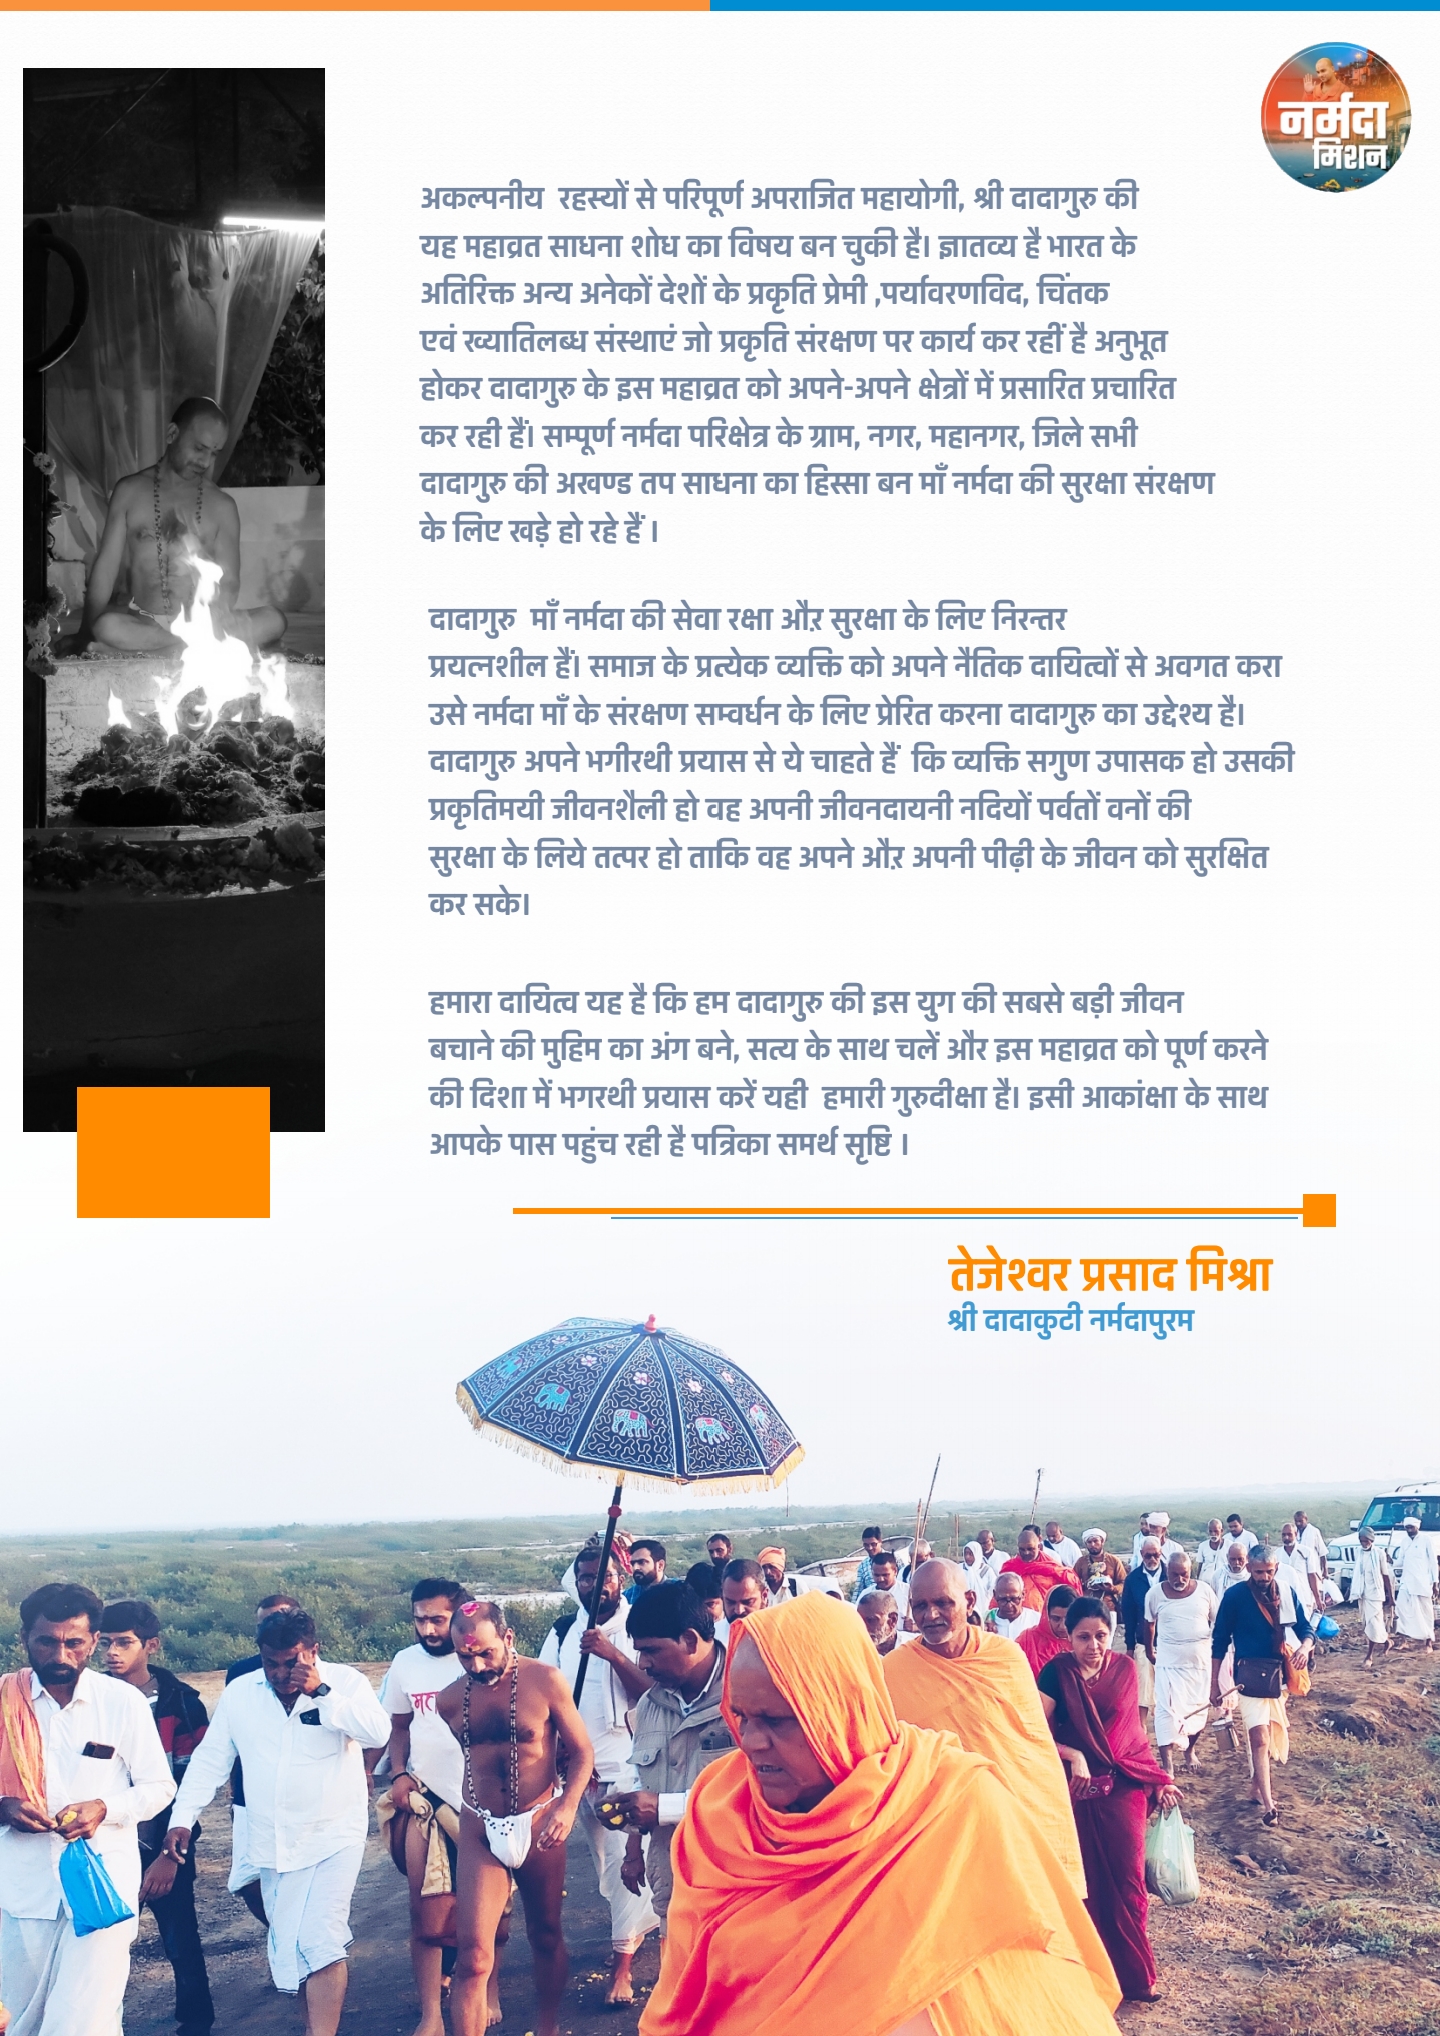 नर्मदा
मिशन
अकल्पनीय रहस्यों से परिपूर्ण अपराजित महायोगी, श्री दादागुरु की
यह महाव्रत साधना शोध का विषय बन चुकी है। ज्ञातव्य है भारत के
अतिरिक्त अन्य अनेकों देशों के प्रकृति प्रेमी ,पर्यावरणविद, चिंतक
एवं ख्यातिलब्ध संस्थाएं जो प्रकृति संरक्षण पर कार्य कर रहीं है अनुभूत
होकर दादागुरु के इस महाव्रत को अपने-अपने क्षेत्रों में प्रसारित प्रचारित
कर रही हैं। सम्पूर्ण नर्मदा परिक्षेत्र के ग्राम, नगर, महानगर, जिले सभी
दादागुरु की अखण्ड तप साधना का हिस्सा बन माँ नर्मदा की सुरक्षा संरक्षण
के लिए खड़े हो रहे हैं ।
दादागुरु माँ नर्मदा की सेवा रक्षा औऱ सुरक्षा के लिए निरन्तर
प्रयत्नशील हैं। समाज के प्रत्येक व्यक्ति को अपने नैतिक दायित्वों से अवगत करा
उसे नर्मदा माँ के संरक्षण सम्वर्धन के लिए प्रेरित करना दादागुरु का उद्देश्य है।
दादागुरु अपने भगीरथी प्रयास से ये चाहते हैं कि व्यक्ति सगुण उपासक हो उसकी
प्रकृतिमयी जीवनशैली हो वह अपनी जीवनदायनी नदियों पर्वतों वनों की
सुरक्षा के लिये तत्पर हो ताकि वह अपने औऱ अपनी पीढ़ी के जीवन को सुरक्षित
कर सके।
हमारा दायित्व यह है कि हम दादागुरु की इस युग की सबसे बड़ी जीवन
बचाने की मुहिम का अंग बने, सत्य के साथ चलें और इस महाव्रत को पूर्ण करने
की दिशा में भगरथी प्रयास करें यही हमारी गुरुदीक्षा है। इसी आकांक्षा के साथ
आपके पास पहुंच रही है पत्रिका समर्थ सृष्टि ।
तेजेश्वर प्रसाद मिश्रा
श्री दादाकुटी नर्मदापुरम